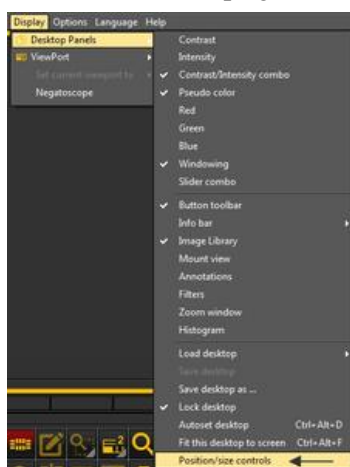 Display Options Language Help
Desktop Panels
ViewPort
Set current viewport to
Negatoscope
Contrast
Intensity
Contrast/Intensity combo
Pseudo color
Red
Green
Blue
Windowing
Slider combo
Button toolbar
Info bar
Image Library
Mount view
Annotations
Filters
Zoom window
Histogram
Load desktop
Save desktop
Save desktop as ...
Lock desktop
Autoset desktop Ctrl+Alt+D
Fit this desktop to screen Ctrl+Alt+F
Position/size controls